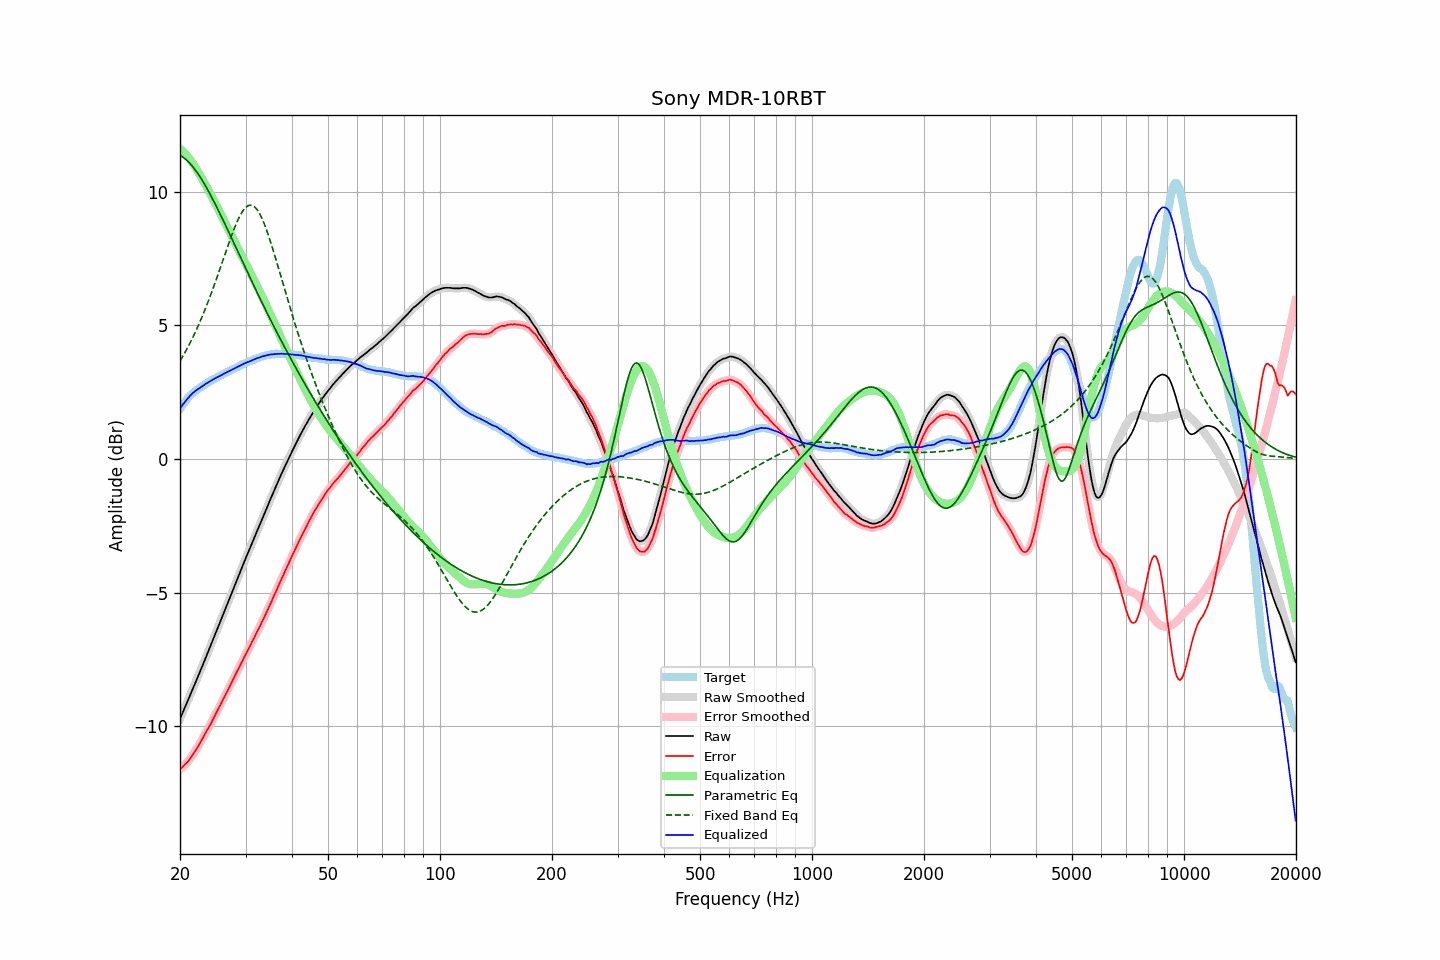 Sony MDR-10RBT
Amplitude (dBr)
10
5
0
−5
−10
Target
Raw Smoothed
Error Smoothed
Raw
Error
Equalization
Parametric Eq
Fixed Band Eq
Equalized
20 50 100 200 500 1000 2000 5000 10000 20000
Frequency (Hz)